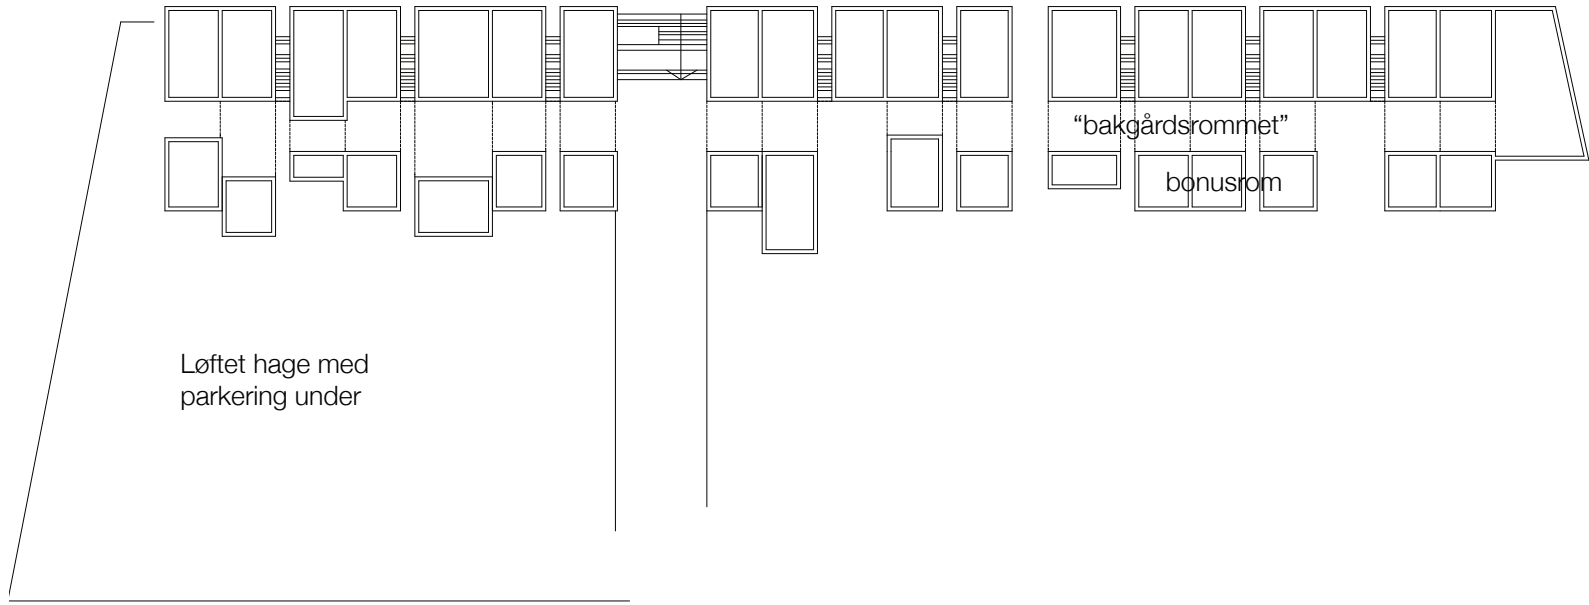 “bakgårdsrommet”
bonusrom
Løftet hage med
parkering under